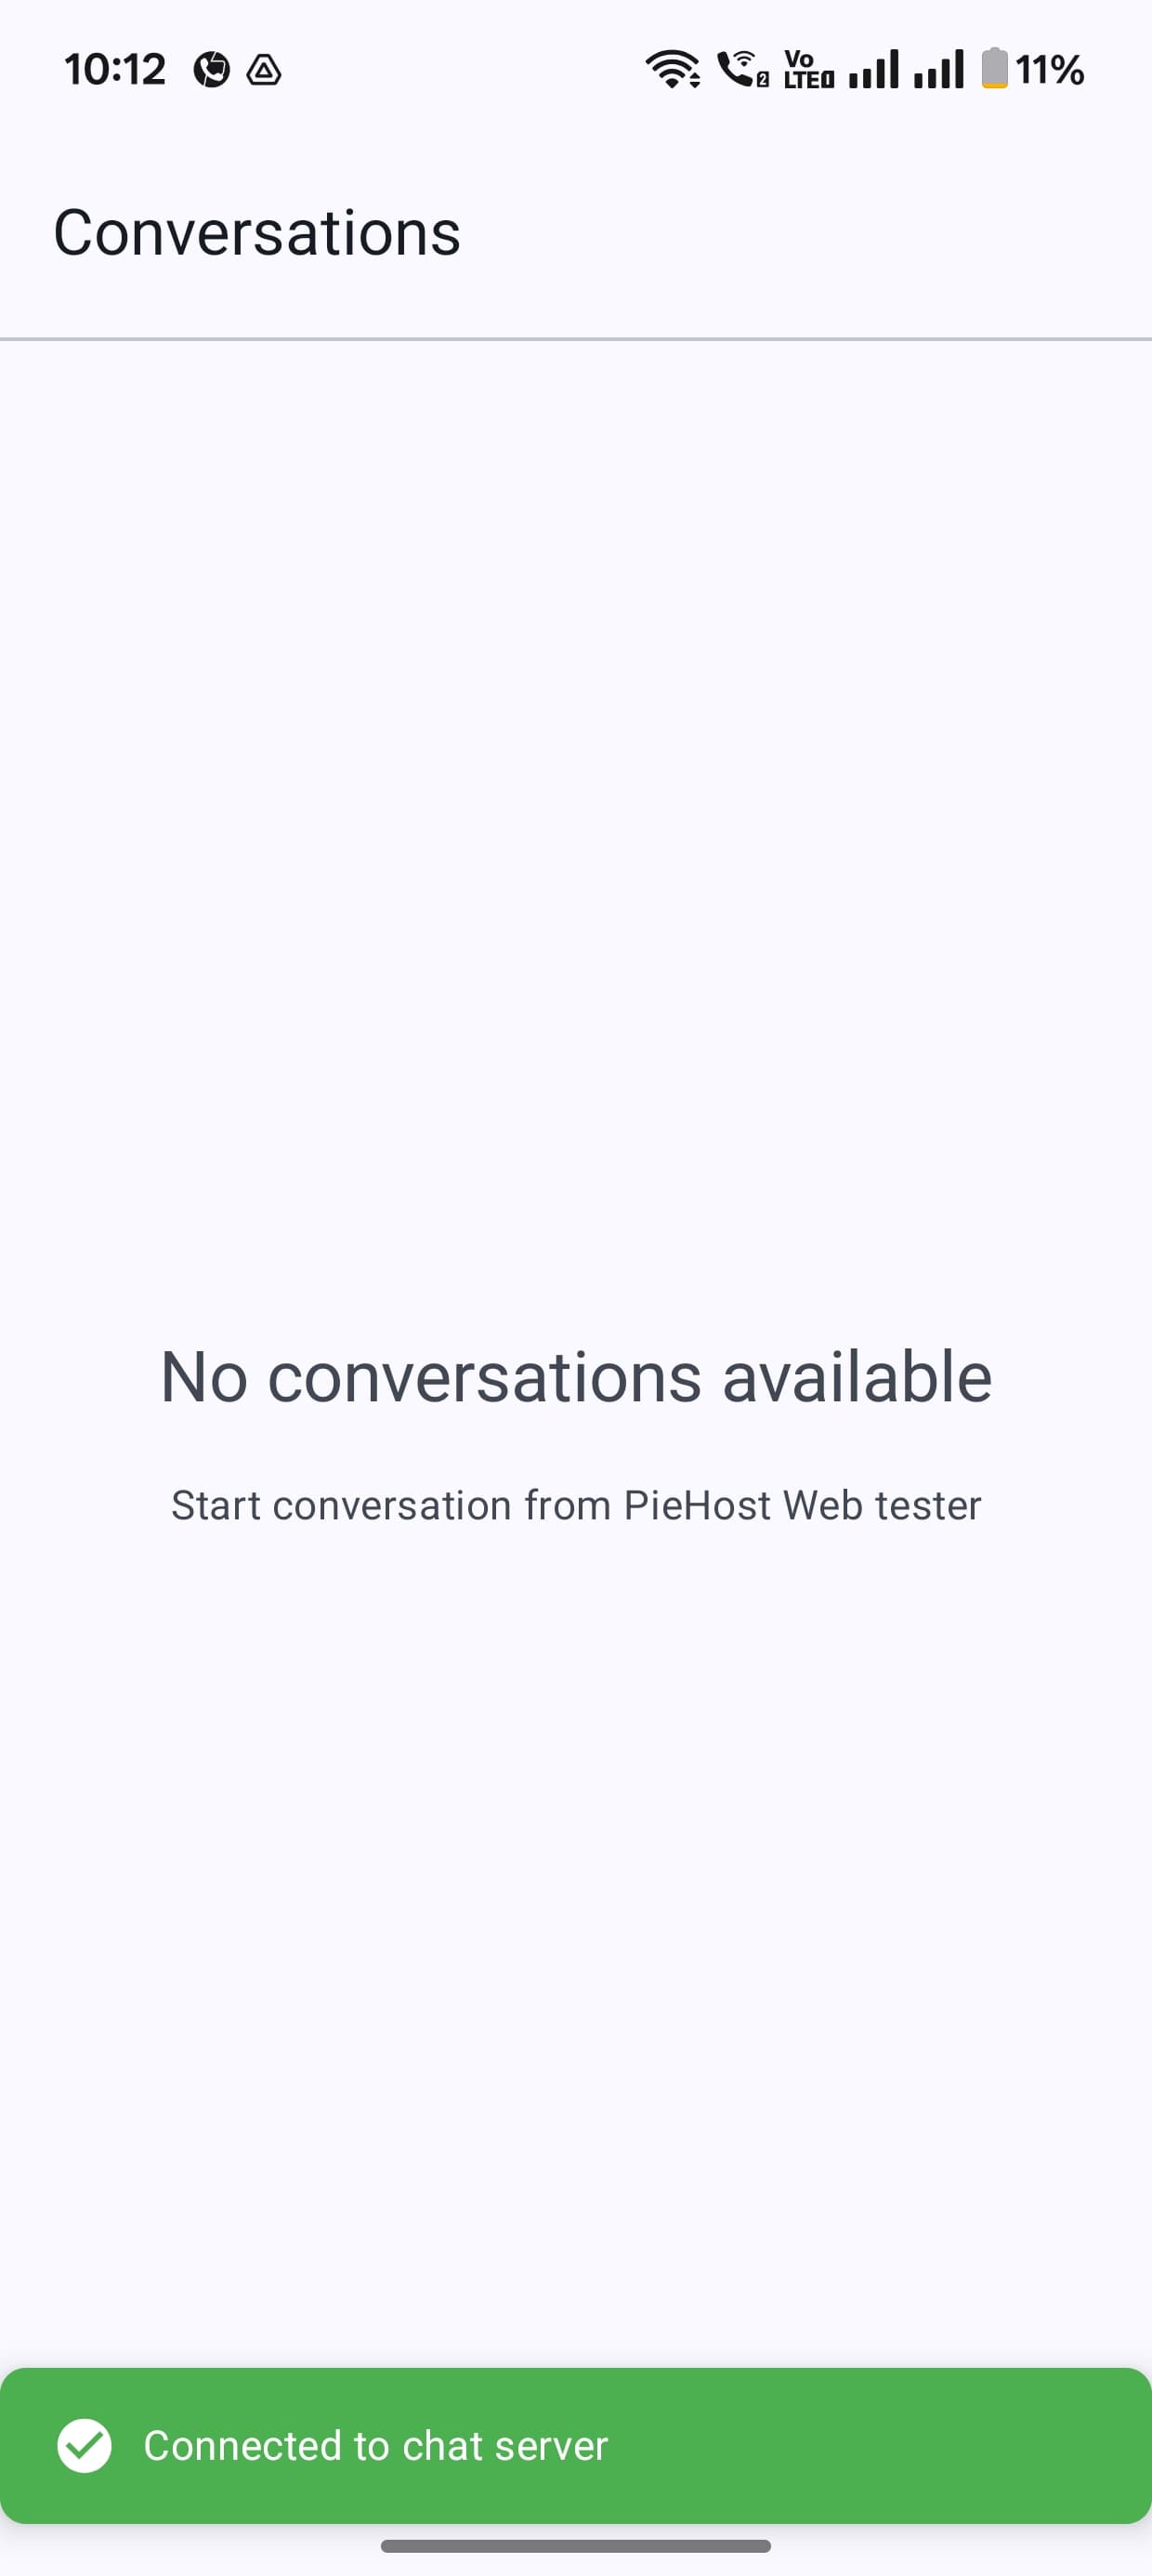 10:12
Vo
LTE
11%
Conversations
No conversations available
Start conversation from PieHost Web tester
Connected to chat server